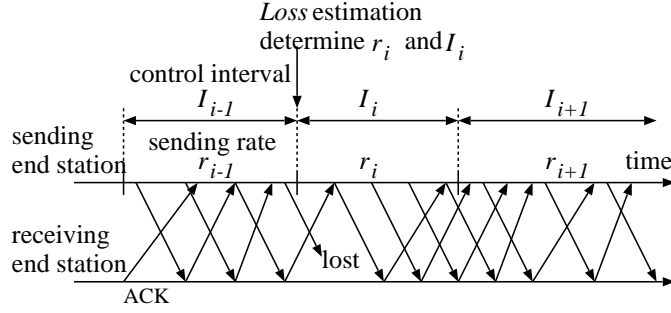 Loss estimation
determine r_i and I_i
control interval
I_{i-1}
I_i
I_{i+1}
sending
end station
sending rate
r_{i-1}
r_i
r_{i+1}
time
receiving
end station
lost
ACK